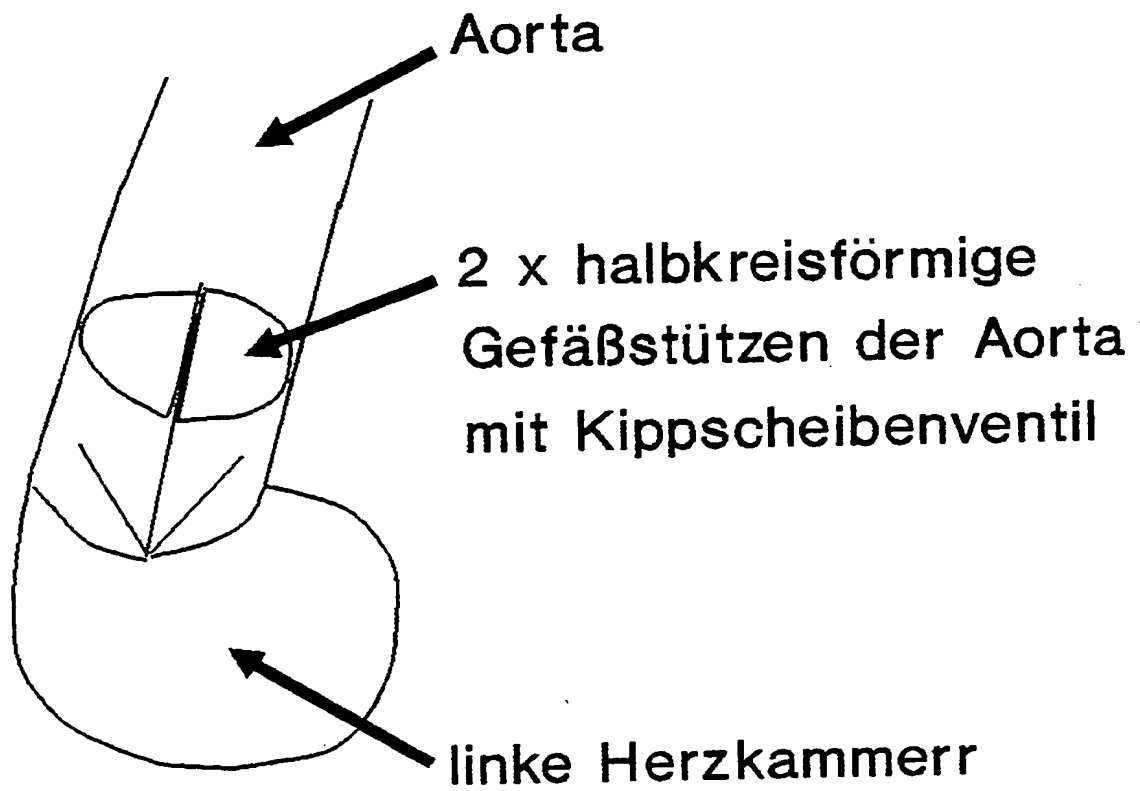 Aorta
2 x halbkreisförmige
Gefäßstützen der Aorta
mit Kippscheibenventil
linke Herzkammerr